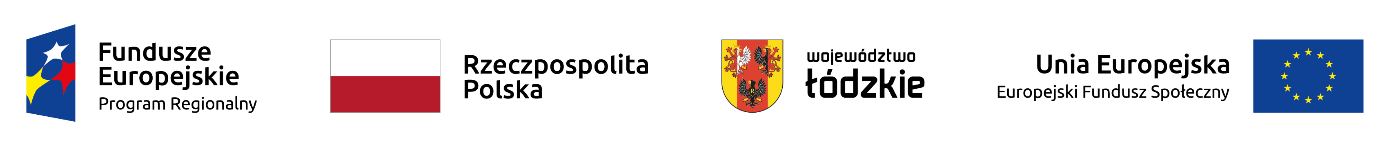 Fundusze
Europejskie
Program Regionalny
Rzeczpospolita
Polska
województwo
łódzkie
Unia Europejska
Europejski Fundusz Społeczny